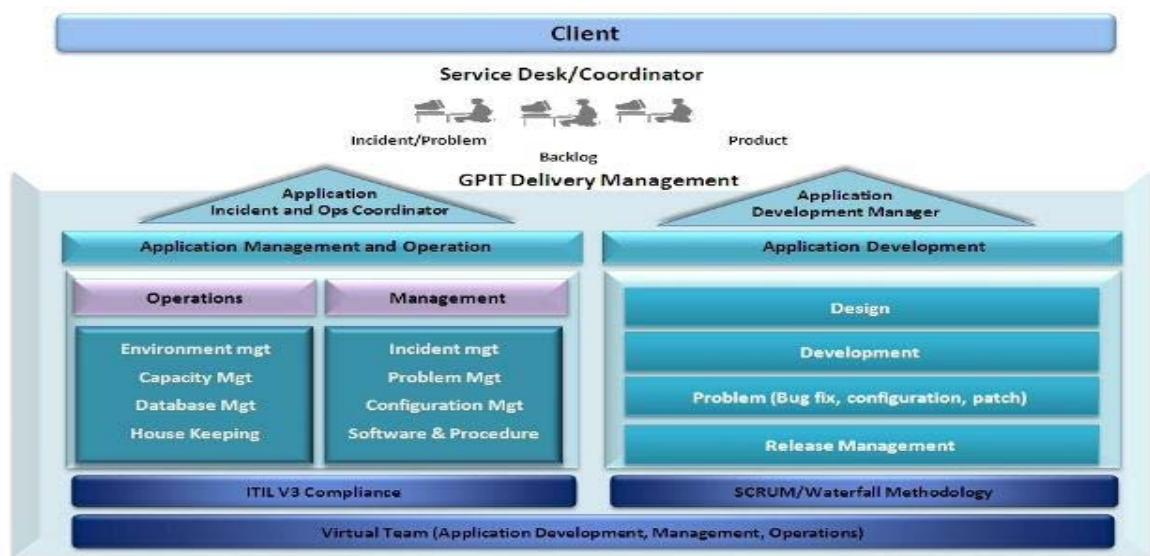 Client
Service Desk/Coordinator
Incident/Problem
Product
Backlog
GPIT Delivery Management
Application
Incident and Ops Coordinator
Application
Development Manager
Application Management and Operation
Application Development
Operations
Management
Environment mgt
Capacity Mgt
Database Mgt
House Keeping
Incident mgt
Problem Mgt
Configuration Mgt
Software & Procedure
Design
Development
Problem (Bug fix, configuration, patch)
Release Management
ITIL V3 Compliance
SCRUM/Waterfall Methodology
Virtual Team (Application Development, Management, Operations)